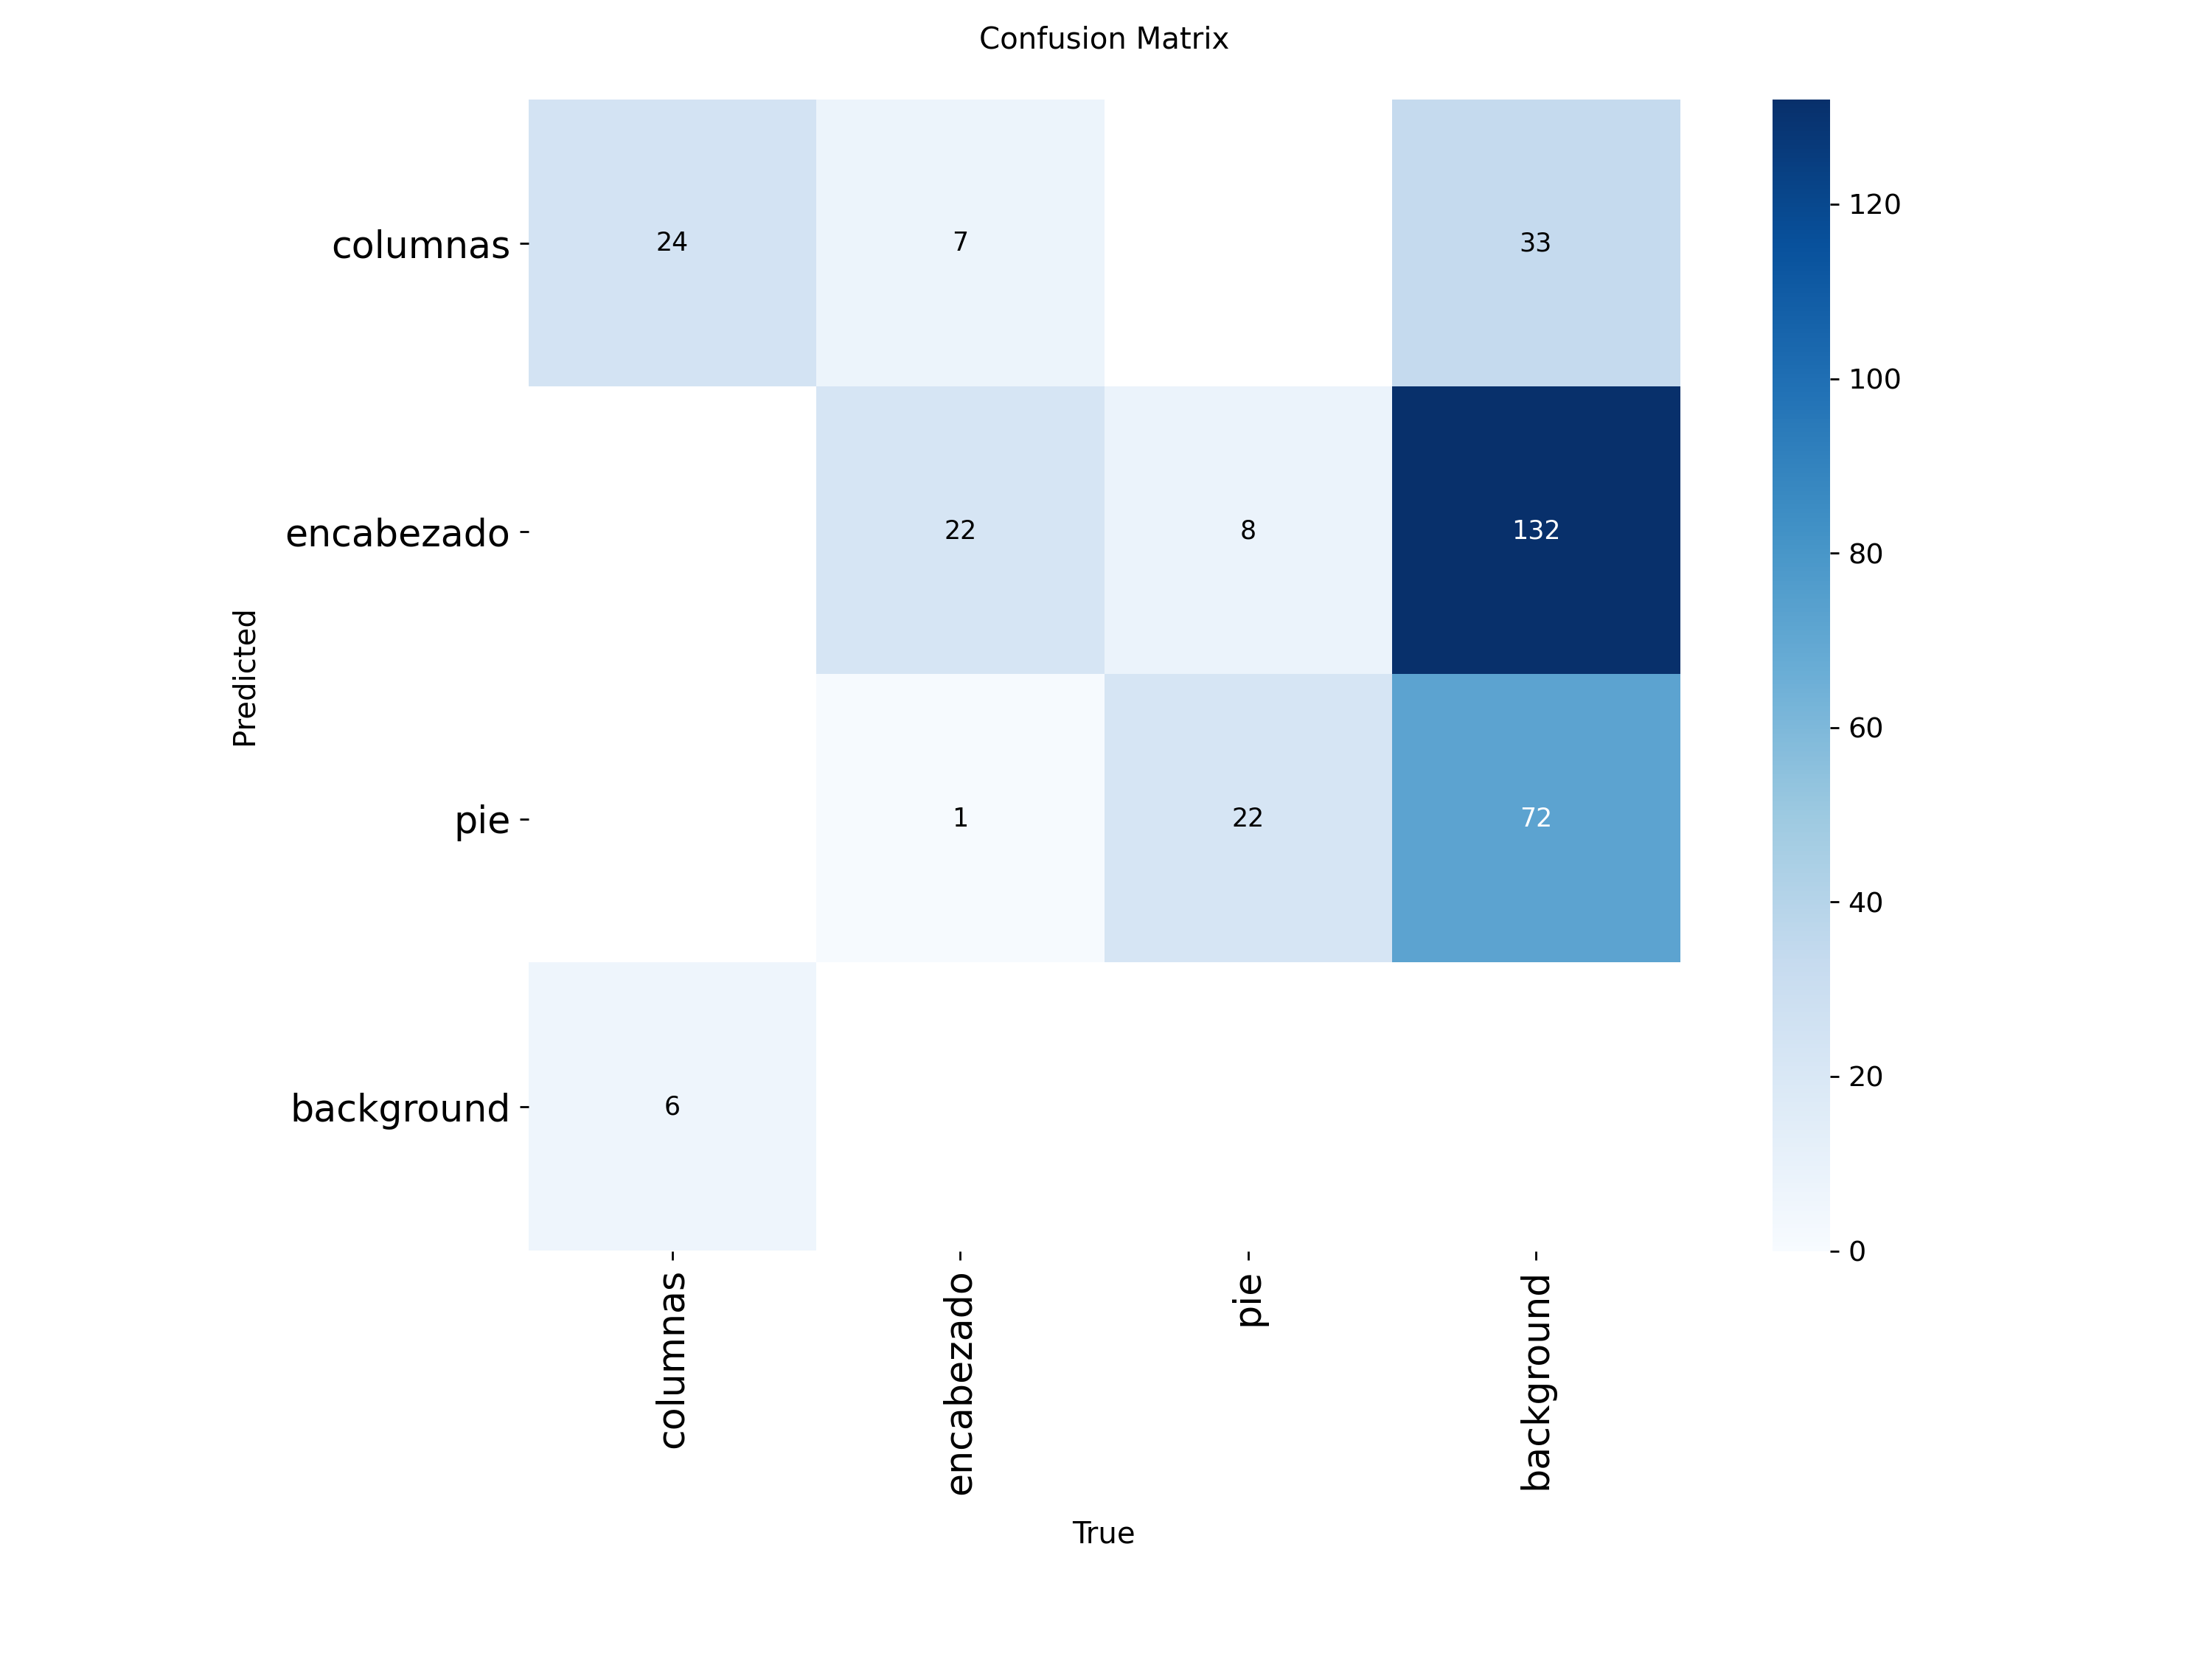 Confusion Matrix
columnas
24
7
33
120
100
encabezado
22
8
132
80
Predicted
60
pie
1
22
72
40
background
6
20
0
columnas
encabezado
pie
background
True